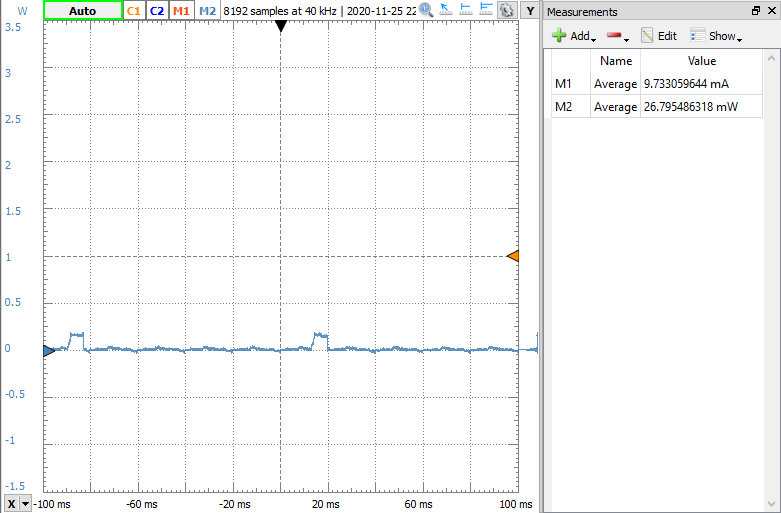 W Auto C1 C2 M1 M2 8192 samples at 40 kHz | 2020-11-25 22 Y
3.5
3
2.5
2
1.5
1
0.5
0
-0.5
-1
-1.5
X -100 ms -60 ms -20 ms 20 ms 60 ms 100 ms
Measurements
Add Edit Show
Name Value
M1 Average 9.733059644 mA
M2 Average 26.795486318 mW